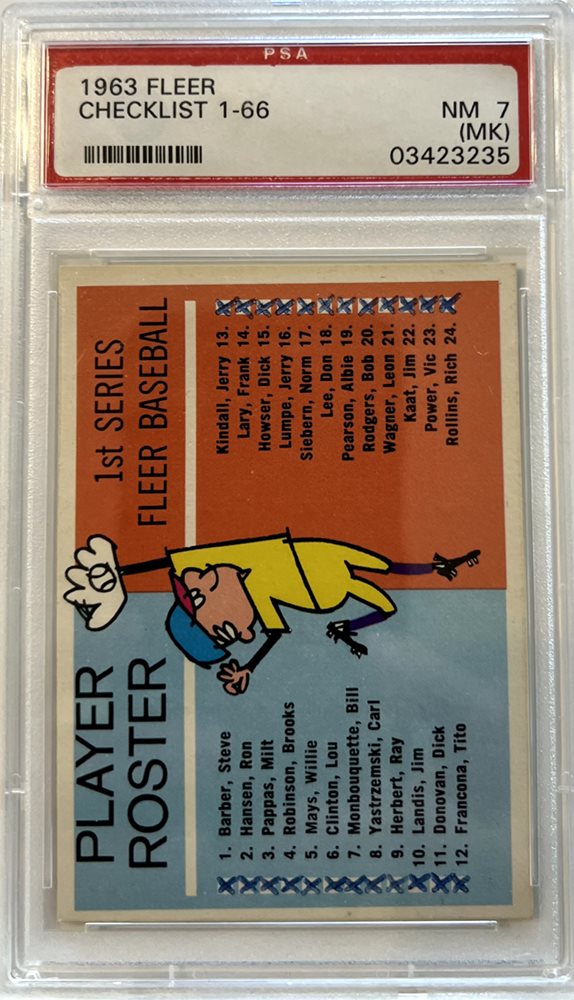 PSA
1963 FLEER
CHECKLIST 1-66
NM 7
(MK)
03423235
PLAYER
ROSTER
1st SERIES
FLEER BASEBALL
1. Barber, Steve
2. Hansen, Ron
3. Pappas, Milt
4. Robinson, Brooks
5. Mays, Willie
6. Clinton, Lou
7. Monbouquette, Bill
8. Yastrzemski, Carl
9. Herbert, Ray
10. Landis, Jim
11. Donovan, Dick
12. Francona, Tito
Kindall, Jerry 13.
Lary, Frank 14.
Howser, Dick 15.
Lumpe, Jerry 16.
Siebern, Norm 17.
Lee, Don 18.
Pearson, Albie 19.
Rodgers, Bob 20.
Wagner, Leon 21.
Kaat, Jim 22.
Power, Vic 23.
Rollins, Rich 24.